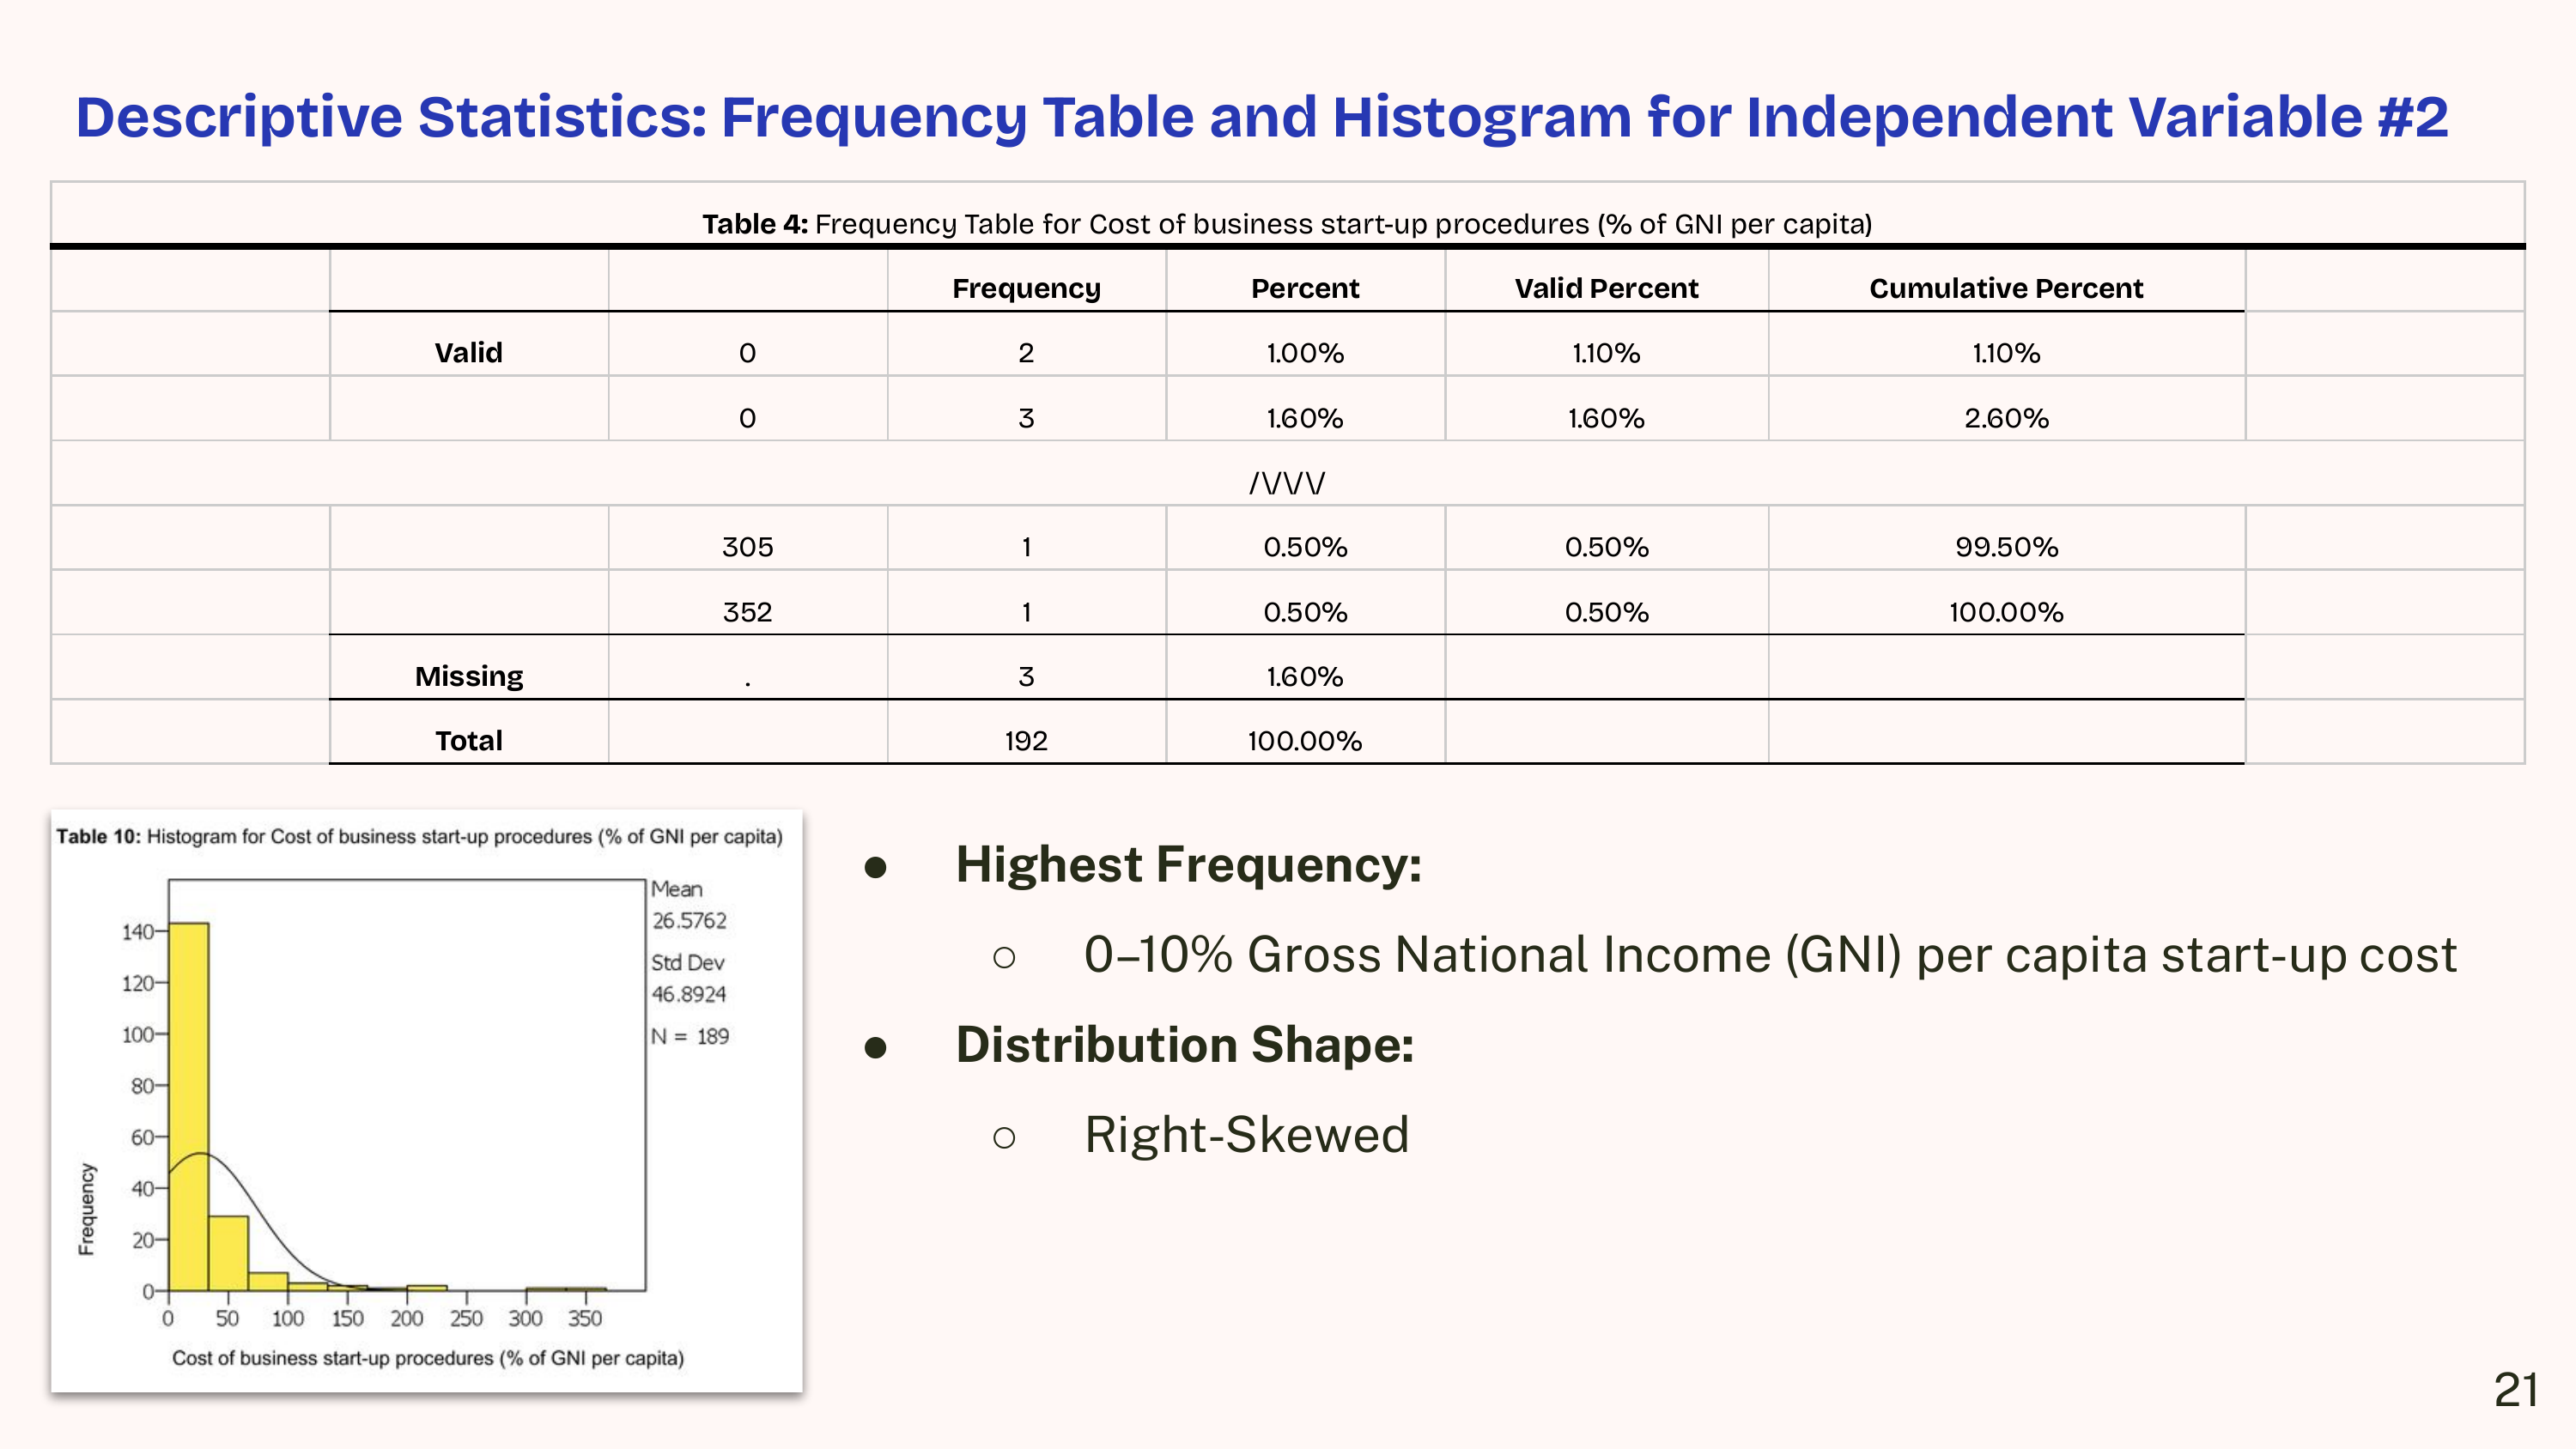 Descriptive Statistics: Frequency Table and Histogram for Independent Variable #2
Table 4: Frequency Table for Cost of business start-up procedures (% of GNI per capita)
Frequency Percent Valid Percent Cumulative Percent
Valid 0 2 1.00% 1.10% 1.10%
0 3 1.60% 1.60% 2.60%
/\/\/\/
305 1 0.50% 0.50% 99.50%
352 1 0.50% 0.50% 100.00%
Missing . 3 1.60%
Total 192 100.00%
Table 10: Histogram for Cost of business start-up procedures (% of GNI per capita)
Mean
26.5762
Std Dev
46.8924
N = 189
140
120
100
80
60
40
20
0
Frequency
0 50 100 150 200 250 300 350
Cost of business start-up procedures (% of GNI per capita)
● Highest Frequency:
○ 0–10% Gross National Income (GNI) per capita start-up cost
● Distribution Shape:
○ Right-Skewed
21